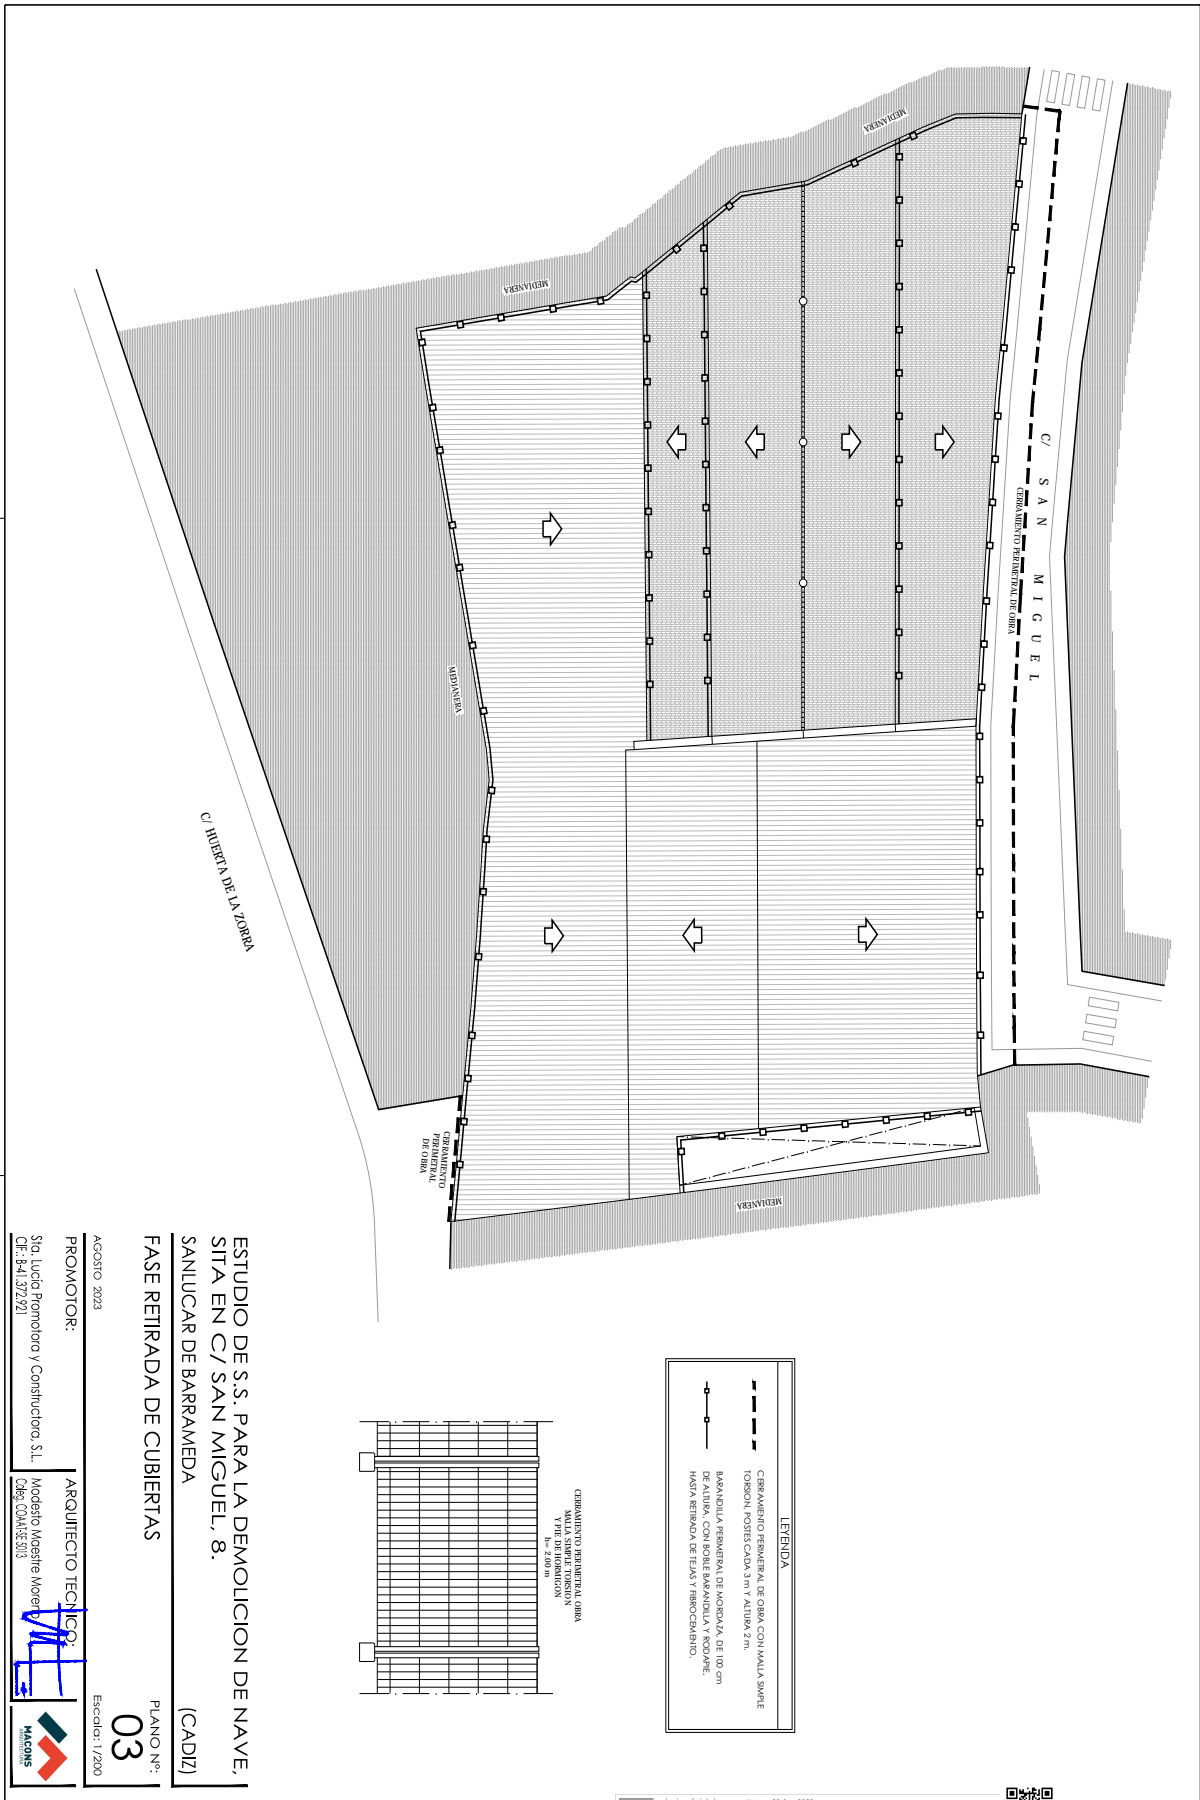 MEDIANERA
MEDIANERA
C/ SAN MIGUEL
CERRAMIENTO PERIMETRAL DE OBRA
MEDIANERA
C/ HUERTA DE LA ZORRA
CERRAMIENTO
PERIMETRAL
DE OBRA
MEDIANERA
LEYENDA
CERRAMIENTO PERIMETRAL DE OBRA CON MALLA SIMPLE
TORSION, POSTES CADA 3 m Y ALTURA 2 m.
BARANDILLA PERIMETRAL DE MORDAZA, DE 100 cm
DE ALTURA, CON BOBLE BARANDILLA Y RODAPIE.
HASTA RETIRADA DE TEJAS Y FIBROCEMENTO.
CERRAMIENTO PERIMETRAL OBRA
MALLA SIMPLE TORSION
Y PIE DE HORMIGON
h= 2.00 m
ESTUDIO DE S.S. PARA LA DEMOLICION DE NAVE,
SITA EN C/ SAN MIGUEL, 8.
SANLUCAR DE BARRAMEDA (CADIZ)
FASE RETIRADA DE CUBIERTAS
PLANO Nº:
03
AGOSTO 2023
Escala: 1/200
PROMOTOR:
Sta. Lucía Promotora y Constructora, S.L.
CIF.: B-41.372.921
ARQUITECTO TECNICO:
Modesto Maestre Moreno
Coleg. COAAT-SE 5013
MACONS
ARQUITECTURA